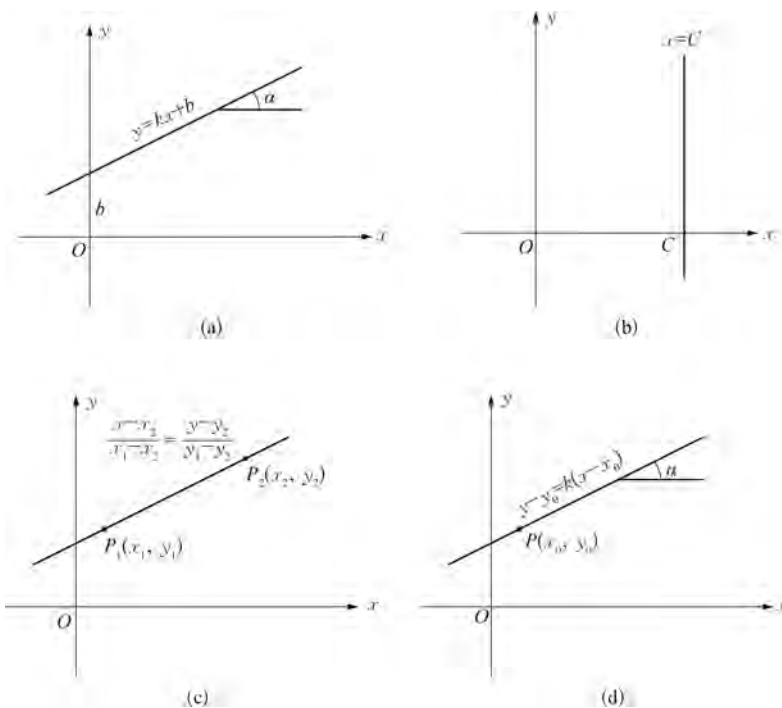 y
y=kx+b
α
b
O
x
(a)
y
x=C
O
C
x
(b)
y
x−x₂/x₁−x₂ = y−y₂/y₁−y₂
P₂(x₂, y₂)
P₁(x₁, y₁)
O
x
(c)
y
y−y₀=k(x−x₀)
α
P(x₀, y₀)
O
x
(d)